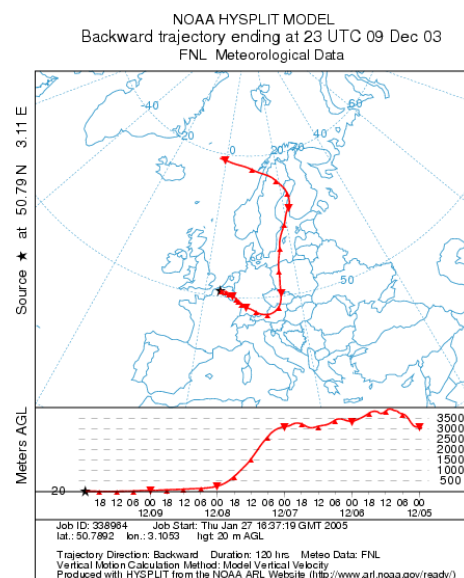 NOAA HYSPLIT MODEL
Backward trajectory ending at 23 UTC 09 Dec 03
FNL Meteorological Data
Source ★ at 50.79 N 3.11 E
-40
-20
0
20
40
60
60
50
Meters AGL
20
3500
3000
2500
2000
1500
1000
500
18 12 06 00 18 12 06 00 18 12 06 00 18 12 06 00 18 12 06 00
12/09 12/08 12/07 12/06 12/05
Job ID: 338964 Job Start: Thu Jan 27 16:37:19 GMT 2005
lat.: 50.7892 lon.: 3.1053 hgt: 20 m AGL
Trajectory Direction: Backward Duration: 120 hrs Meteo Data: FNL
Vertical Motion Calculation Method: Model Vertical Velocity
Produced with HYSPLIT from the NOAA ARL Website (http://www.arl.noaa.gov/ready/)